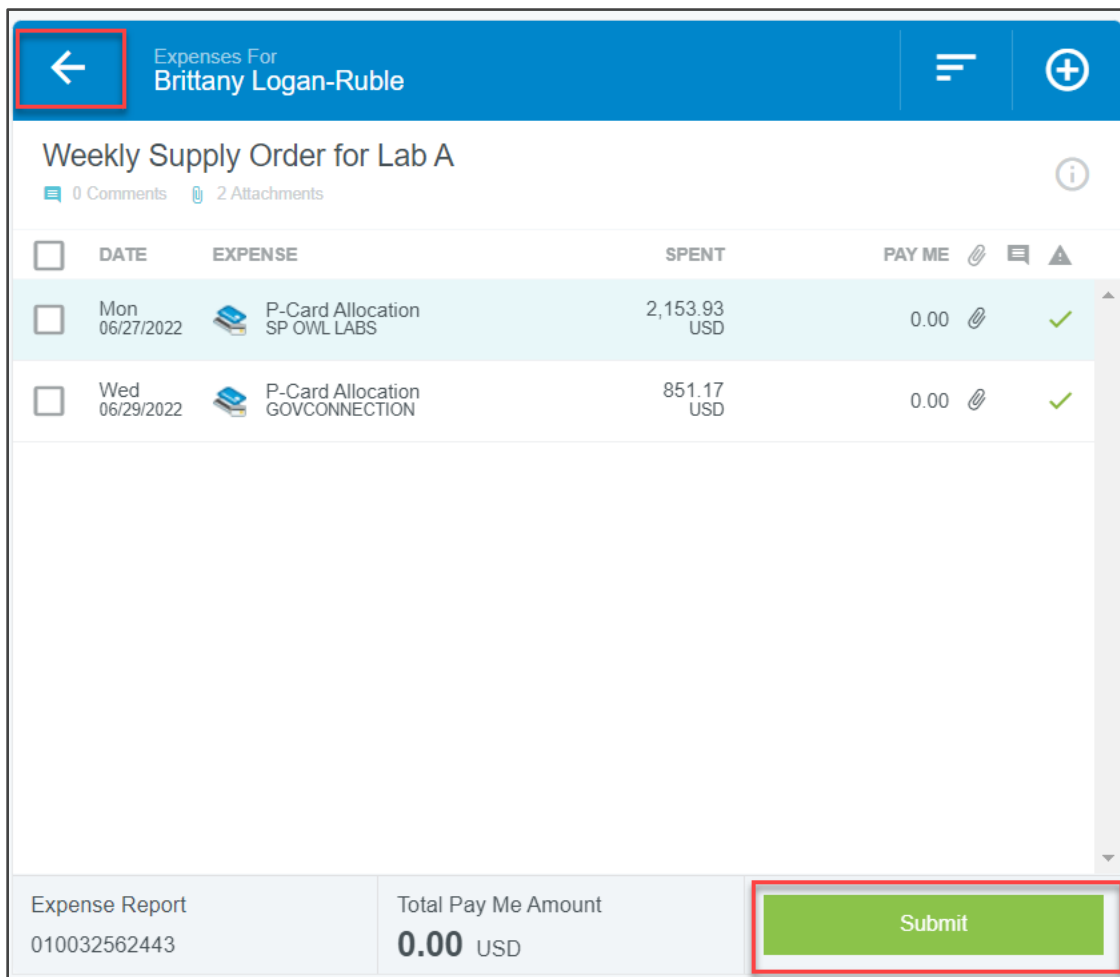 Expenses For
Brittany Logan-Ruble
Weekly Supply Order for Lab A
0 Comments 2 Attachments
DATE EXPENSE SPENT PAY ME
Mon P-Card Allocation 2,153.93
06/27/2022 SP OWL LABS USD 0.00
Wed P-Card Allocation 851.17
06/29/2022 GOVCONNECTION USD 0.00
Expense Report Total Pay Me Amount Submit
010032562443 0.00 USD